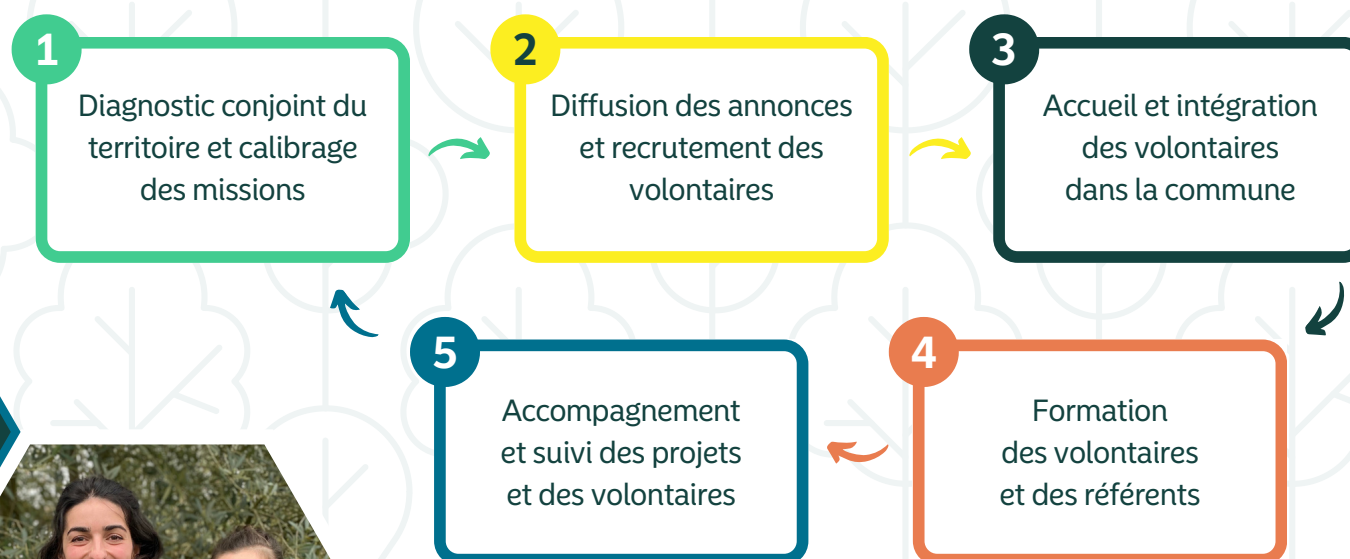 1
Diagnostic conjoint du
territoire et calibrage
des missions
2
Diffusion des annonces
et recrutement des
volontaires
3
Accueil et intégration
des volontaires
dans la commune
4
Formation
des volontaires
et des référents
5
Accompagnement
et suivi des projets
et des volontaires